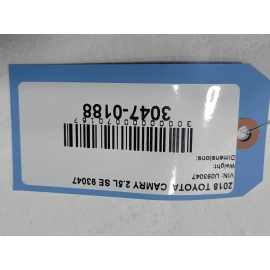 2018 TOYOTA CAMRY 2.5L SE 93047
VIN: U093047
Weight:
Dimensions:
3000000070167
3047-0188